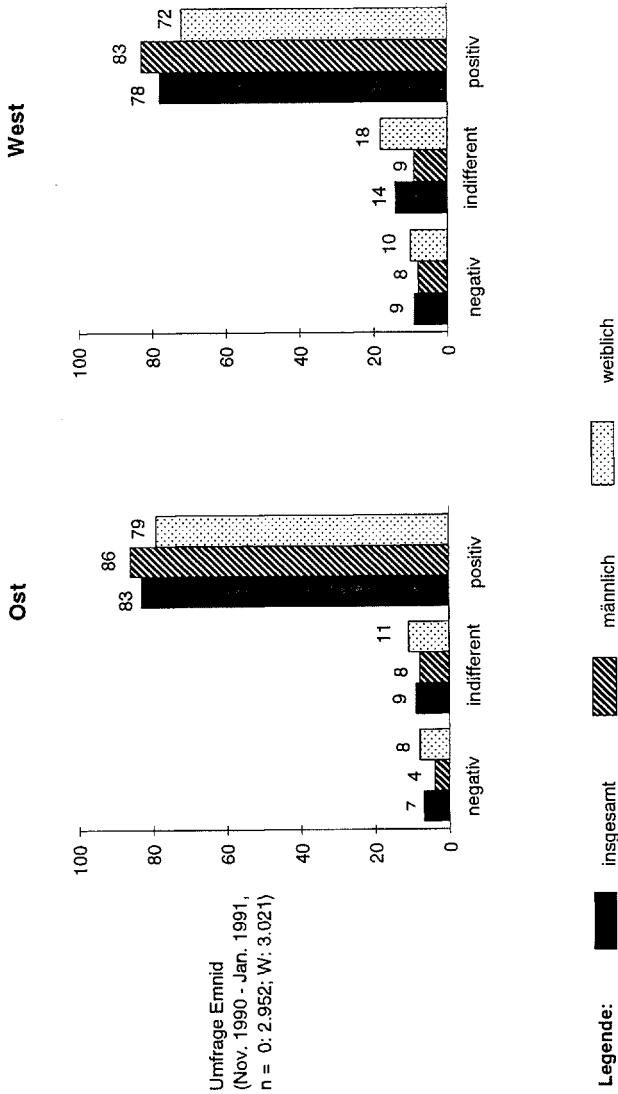 Ost
100
80
60
40
20
0
7
4
8
negativ
9
8
11
indifferent
83
86
79
positiv
West
100
80
60
40
20
0
9
8
10
negativ
14
9
18
indifferent
78
83
72
positiv
Umfrage Emnid
(Nov. 1990 - Jan. 1991,
n = 0: 2.952; W: 3.021)
Legende:
insgesamt
männlich
weiblich